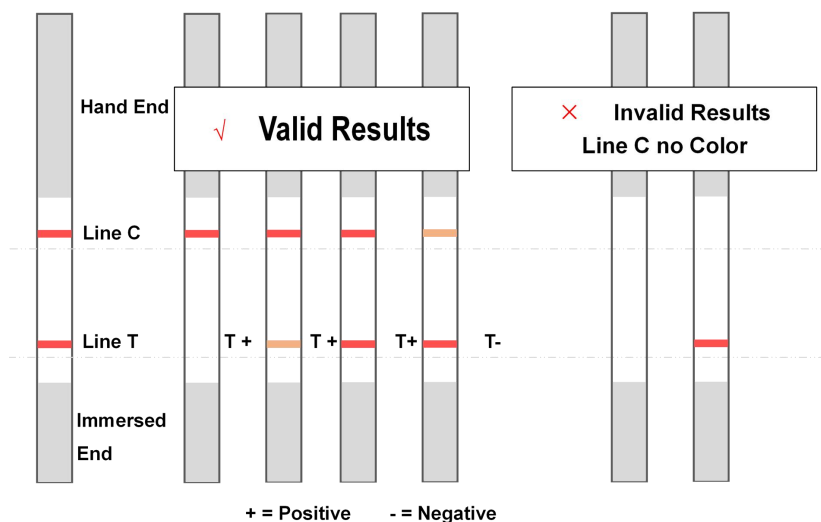 Hand End
√ Valid Results
× Invalid Results
Line C no Color
Line C
Line T
T +
T +
T+
T-
Immersed
End
+ = Positive - = Negative